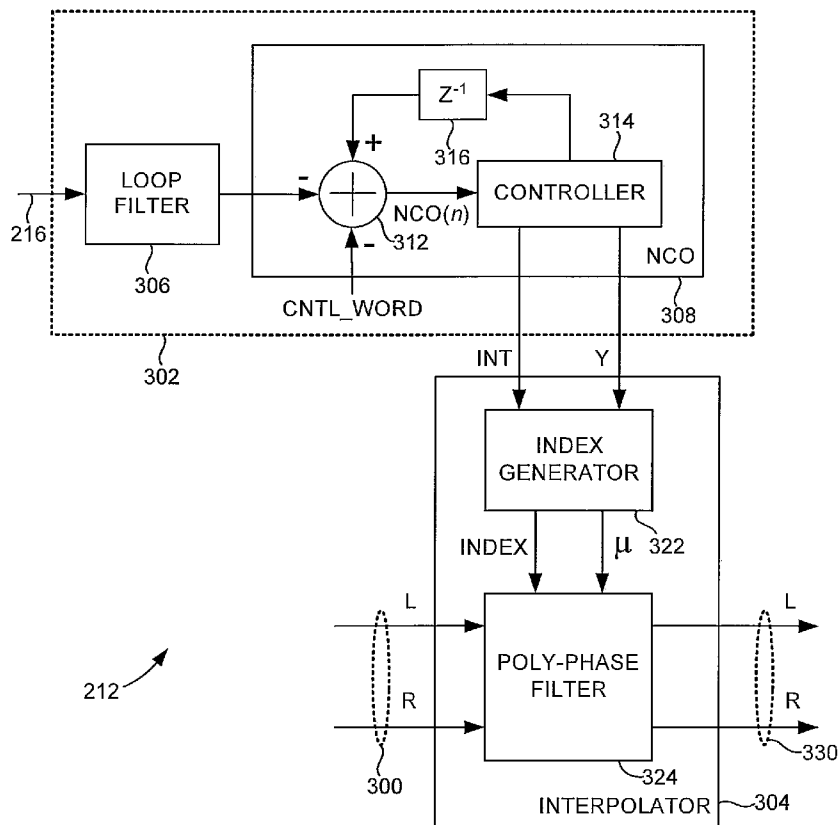 Z-1
316
314
LOOP
FILTER
+
-
NCO(n)
CONTROLLER
216
306
312
-
NCO
CNTL_WORD
308
302
INT
Y
INDEX
GENERATOR
322
INDEX
μ
L
L
POLY-PHASE
FILTER
212
R
R
300
324
330
INTERPOLATOR
304